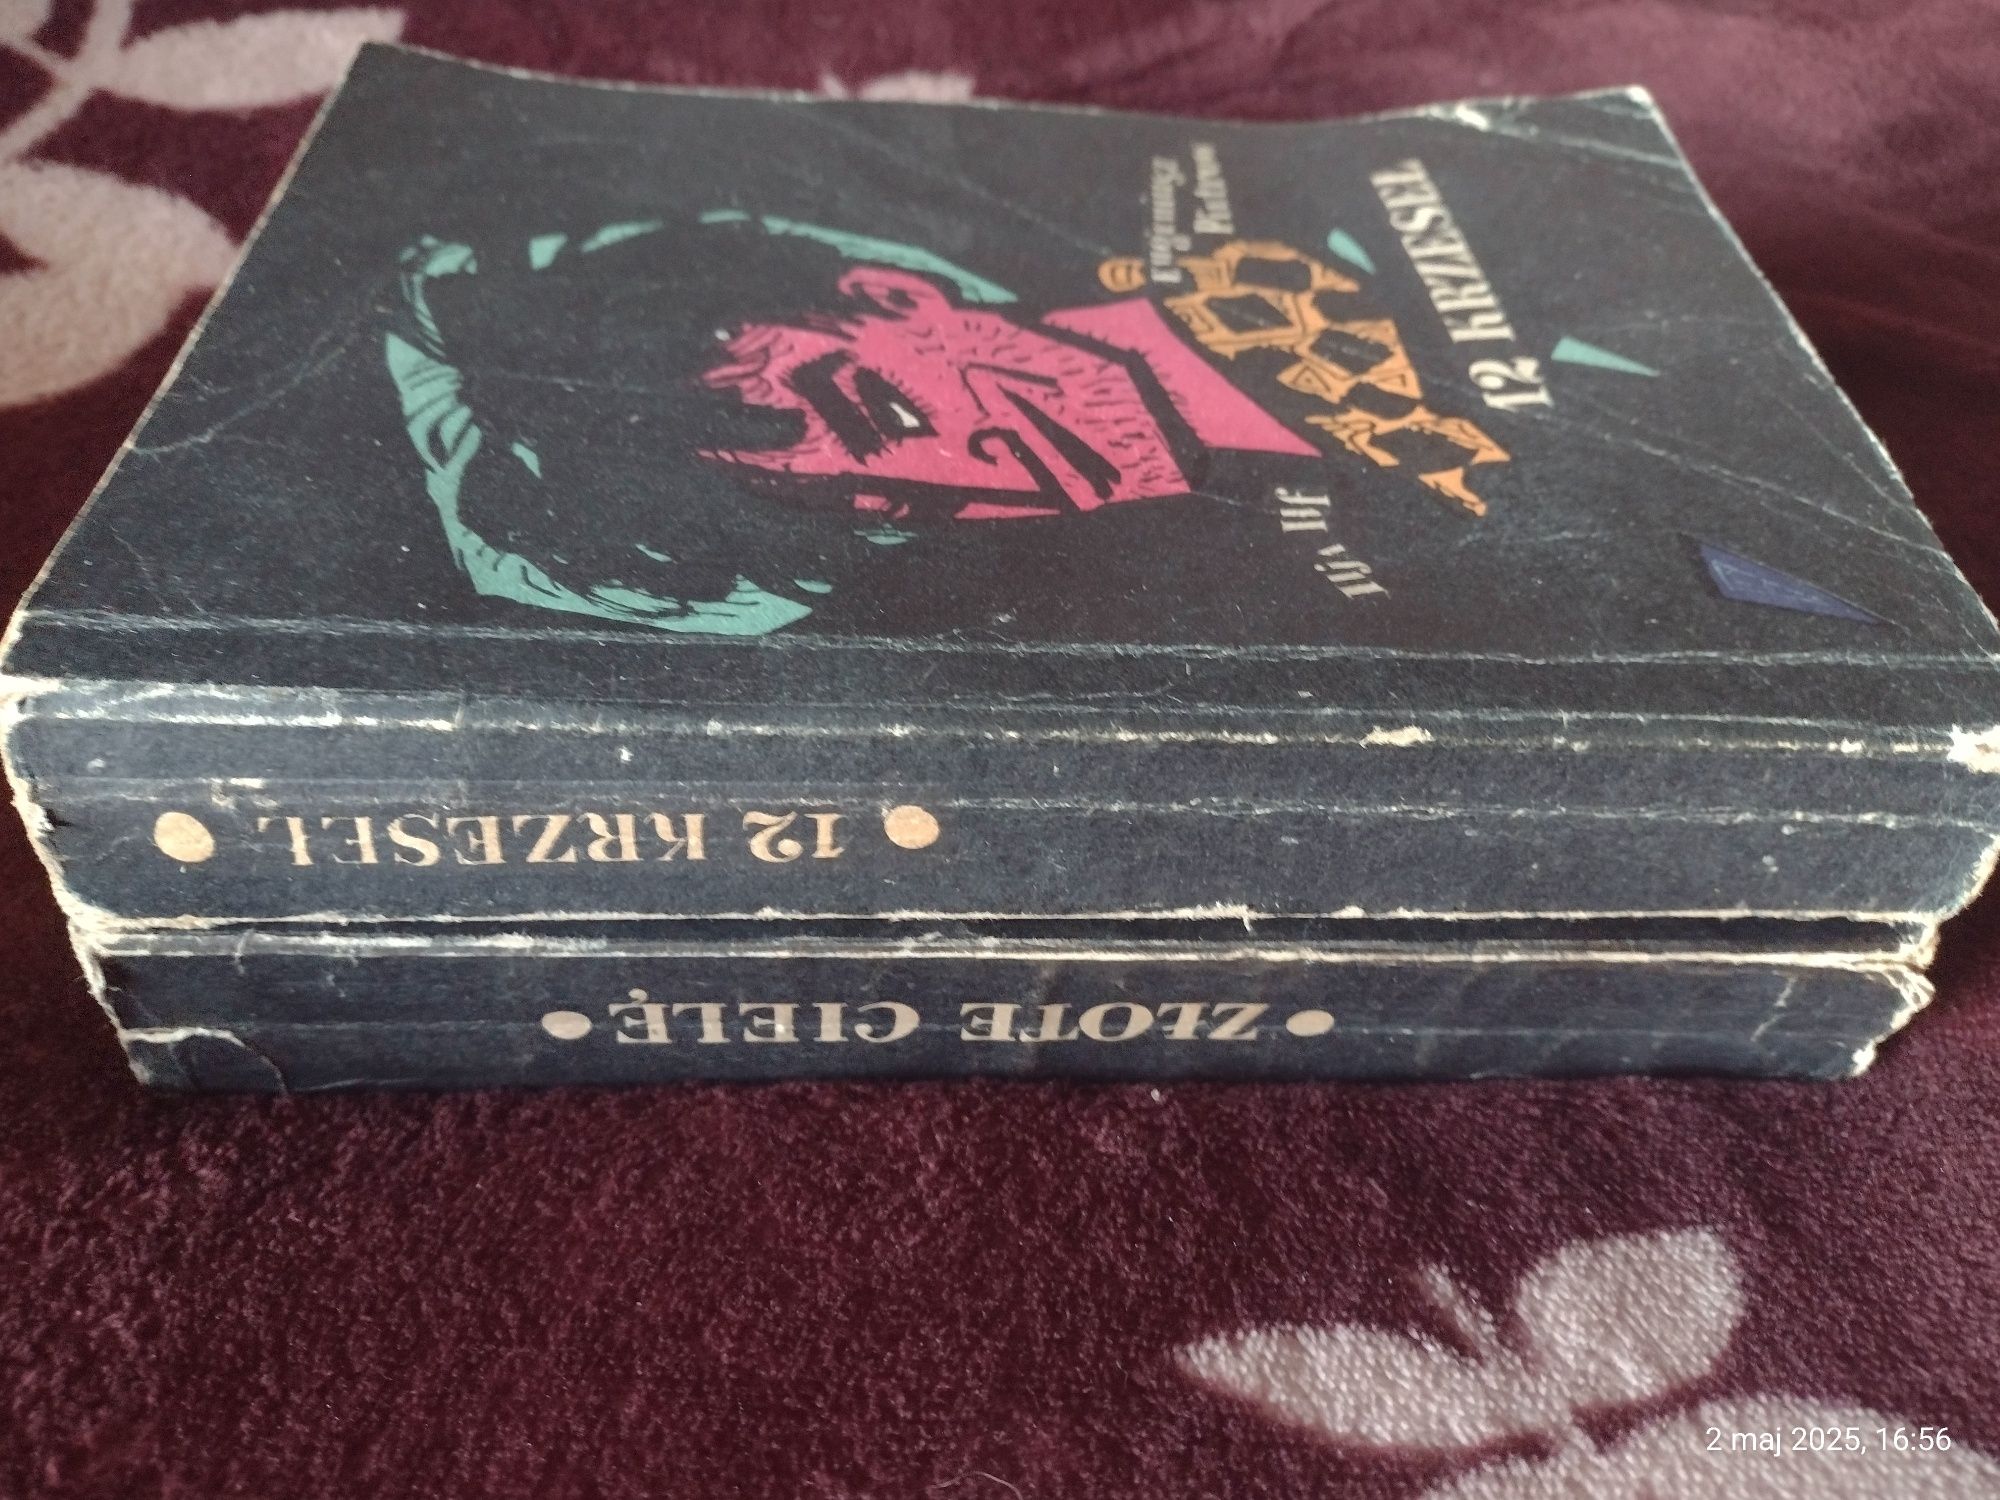 Ilja Ilf
Eugeniusz
Pietrow
12 KRZESEŁ
• 12 KRZESEŁ •
• ZŁOTE CIELĘ •
2 maj 2025, 16:56